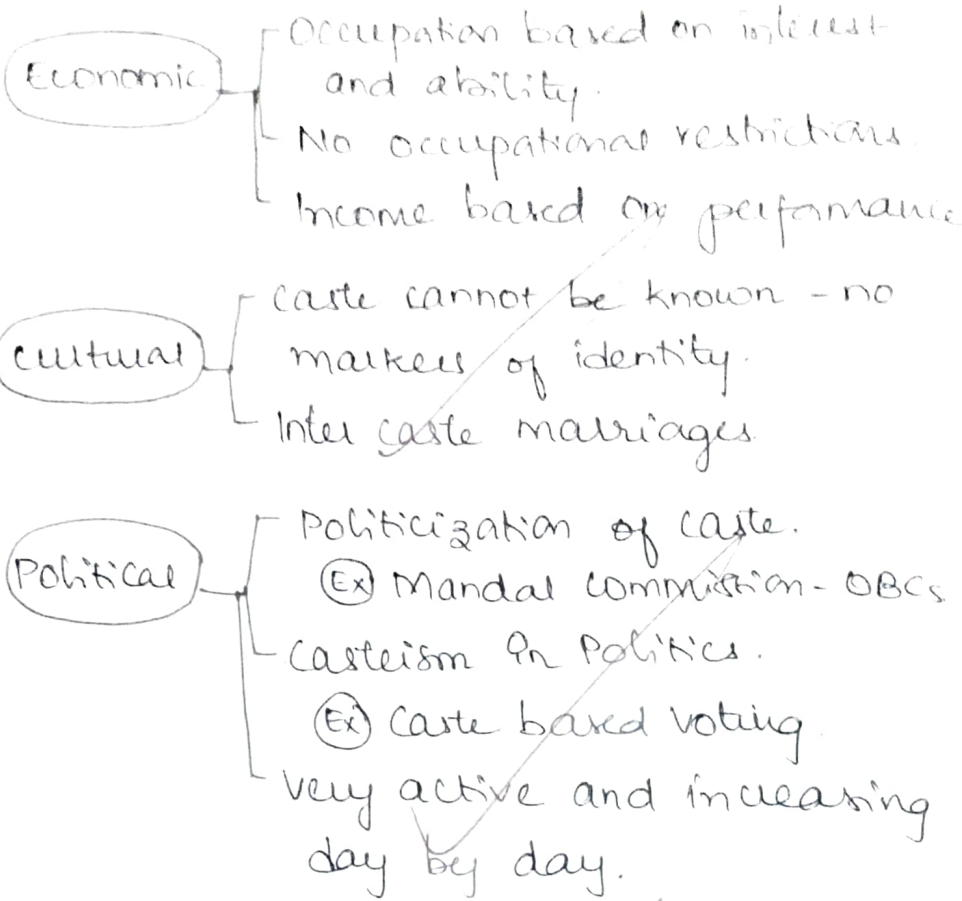 Economic
Occupation based on interest
and ability.
No occupational restrictions.
Income based on performance
Cultural
Caste cannot be known - no
markers of identity.
Inter caste marriages
Political
Politicization of caste.
Ex Mandal Commission - OBCs
Casteism in Politics.
Ex Caste based voting
Very active and increasing
day by day.